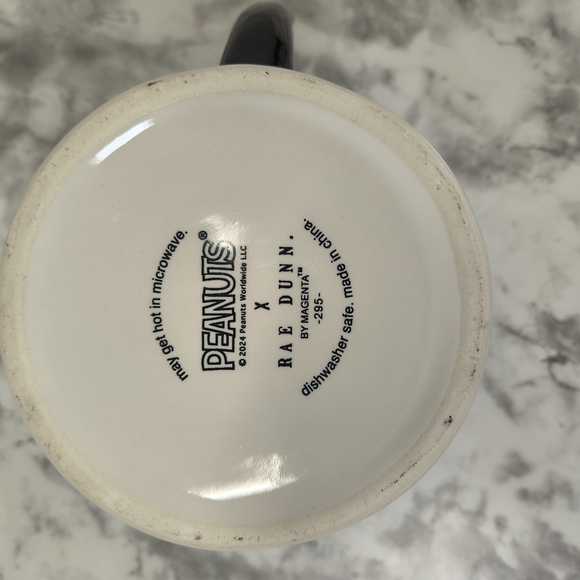 may get hot in microwave.
PEANUTS®
© 2024 Peanuts Worldwide LLC
X
RAE DUNN.
BY MAGENTA™
-295-
dishwasher safe. made in china.